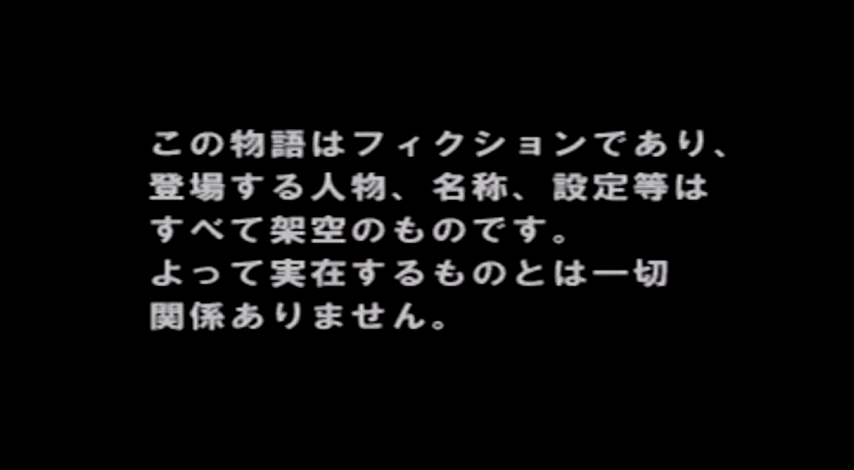 この物語はフィクションであり、
登場する人物、名称、設定等は
すべて架空のものです。
よって実在するものとは一切
関係ありません。